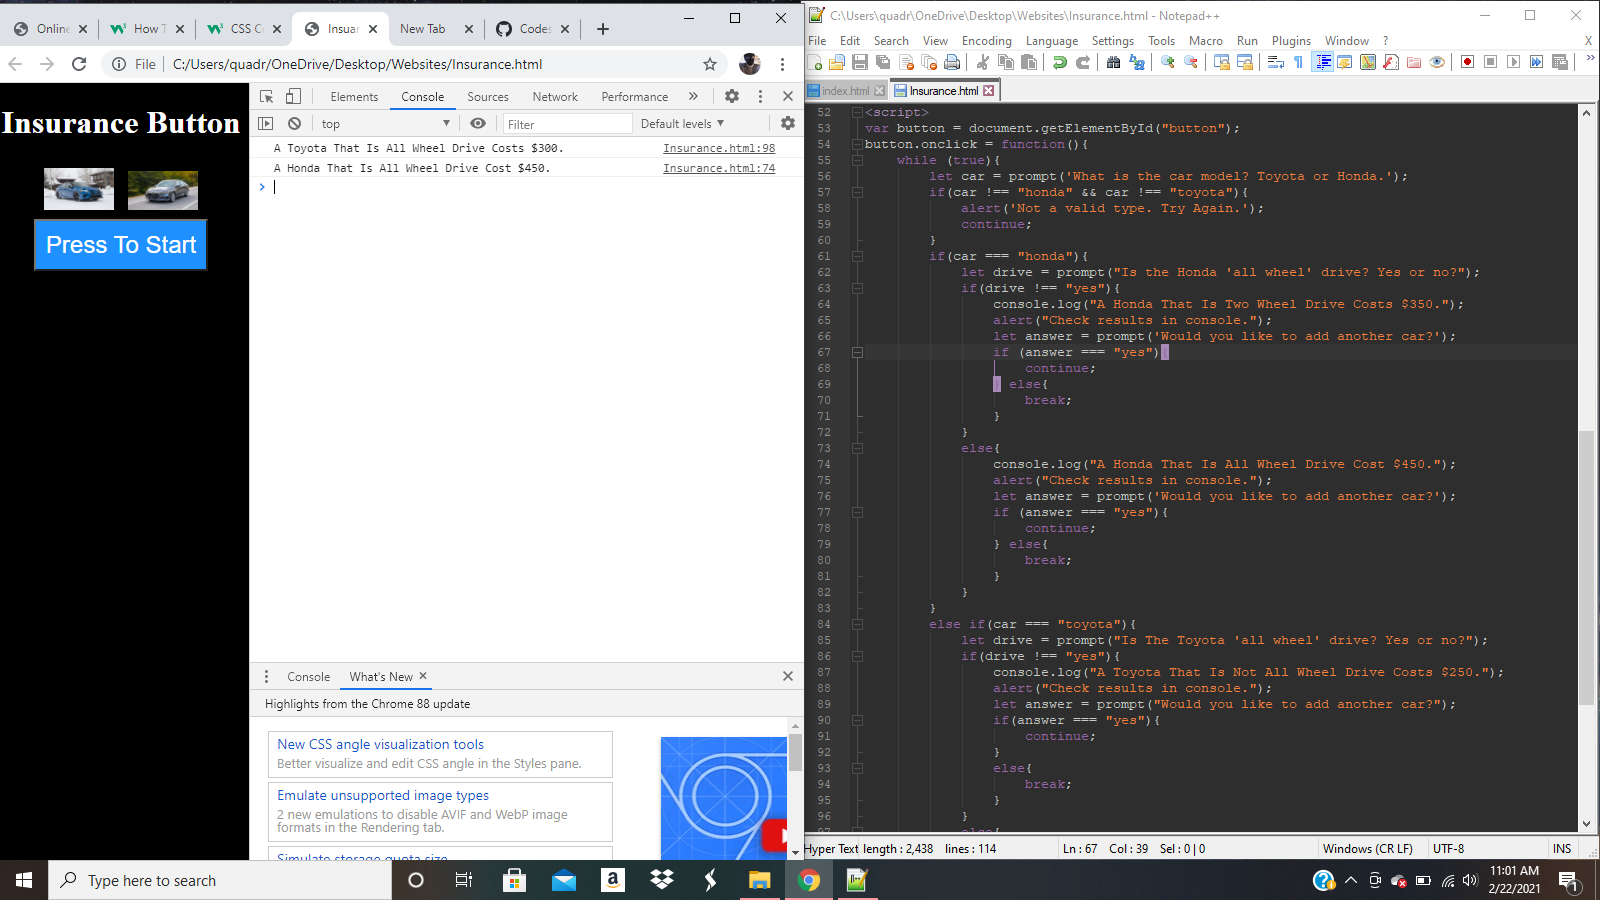 Online
How T
CSS C
Insuran
New Tab
Codes
File
C:/Users/quadr/OneDrive/Desktop/Websites/Insurance.html
Insurance Button
Press To Start
Elements
Console
Sources
Network
Performance
top
Filter
Default levels
A Toyota That Is All Wheel Drive Costs $300.
Insurance.html:98
A Honda That Is All Wheel Drive Cost $450.
Insurance.html:74
Console
What's New
Highlights from the Chrome 88 update
New CSS angle visualization tools
Better visualize and edit CSS angle in the Styles pane.
Emulate unsupported image types
2 new emulations to disable AVIF and WebP image
formats in the Rendering tab.
Simulate storage quota size
C:\Users\quadr\OneDrive\Desktop\Websites\Insurance.html - Notepad++
File Edit Search View Encoding Language Settings Tools Macro Run Plugins Window ? X
index.html
Insurance.html
52 <script>
53 var button = document.getElementById("button");
54 button.onclick = function(){
55 while (true){
56 let car = prompt('What is the car model? Toyota or Honda.');
57 if(car !== "honda" && car !== "toyota"){
58 alert('Not a valid type. Try Again.');
59 continue;
60 }
61 if(car === "honda"){
62 let drive = prompt("Is the Honda 'all wheel' drive? Yes or no?");
63 if(drive !== "yes"){
64 console.log("A Honda That Is Two Wheel Drive Costs $350.");
65 alert("Check results in console.");
66 let answer = prompt('Would you like to add another car?');
67 if (answer === "yes"){
68 continue;
69 } else{
70 break;
71 }
72 }
73 else{
74 console.log("A Honda That Is All Wheel Drive Cost $450.");
75 alert("Check results in console.");
76 let answer = prompt('Would you like to add another car?');
77 if (answer === "yes"){
78 continue;
79 } else{
80 break;
81 }
82 }
83 }
84 else if(car === "toyota"){
85 let drive = prompt("Is The Toyota 'all wheel' drive? Yes or no?");
86 if(drive !== "yes"){
87 console.log("A Toyota That Is Not All Wheel Drive Costs $250.");
88 alert("Check results in console.");
89 let answer = prompt("Would you like to add another car?");
90 if(answer === "yes"){
91 continue;
92 }
93 else{
94 break;
95 }
96 }
97 else{
Hyper Text length : 2,438 lines : 114 Ln : 67 Col : 39 Sel : 0 | 0 Windows (CR LF) UTF-8 INS
Type here to search
11:01 AM
2/22/2021
1